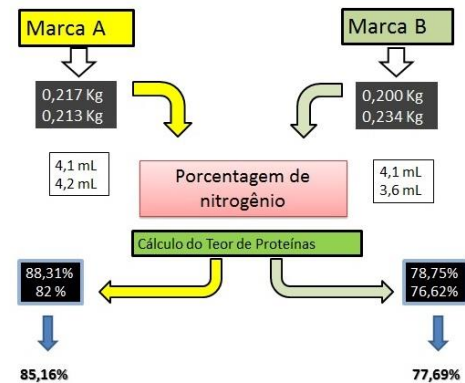 Marca A
Marca B
0,217 Kg
0,213 Kg
0,200 Kg
0,234 Kg
4,1 mL
4,2 mL
Porcentagem de
nitrogênio
4,1 mL
3,6 mL
Cálculo do Teor de Proteínas
88,31%
82 %
78,75%
76,62%
85,16%
77,69%